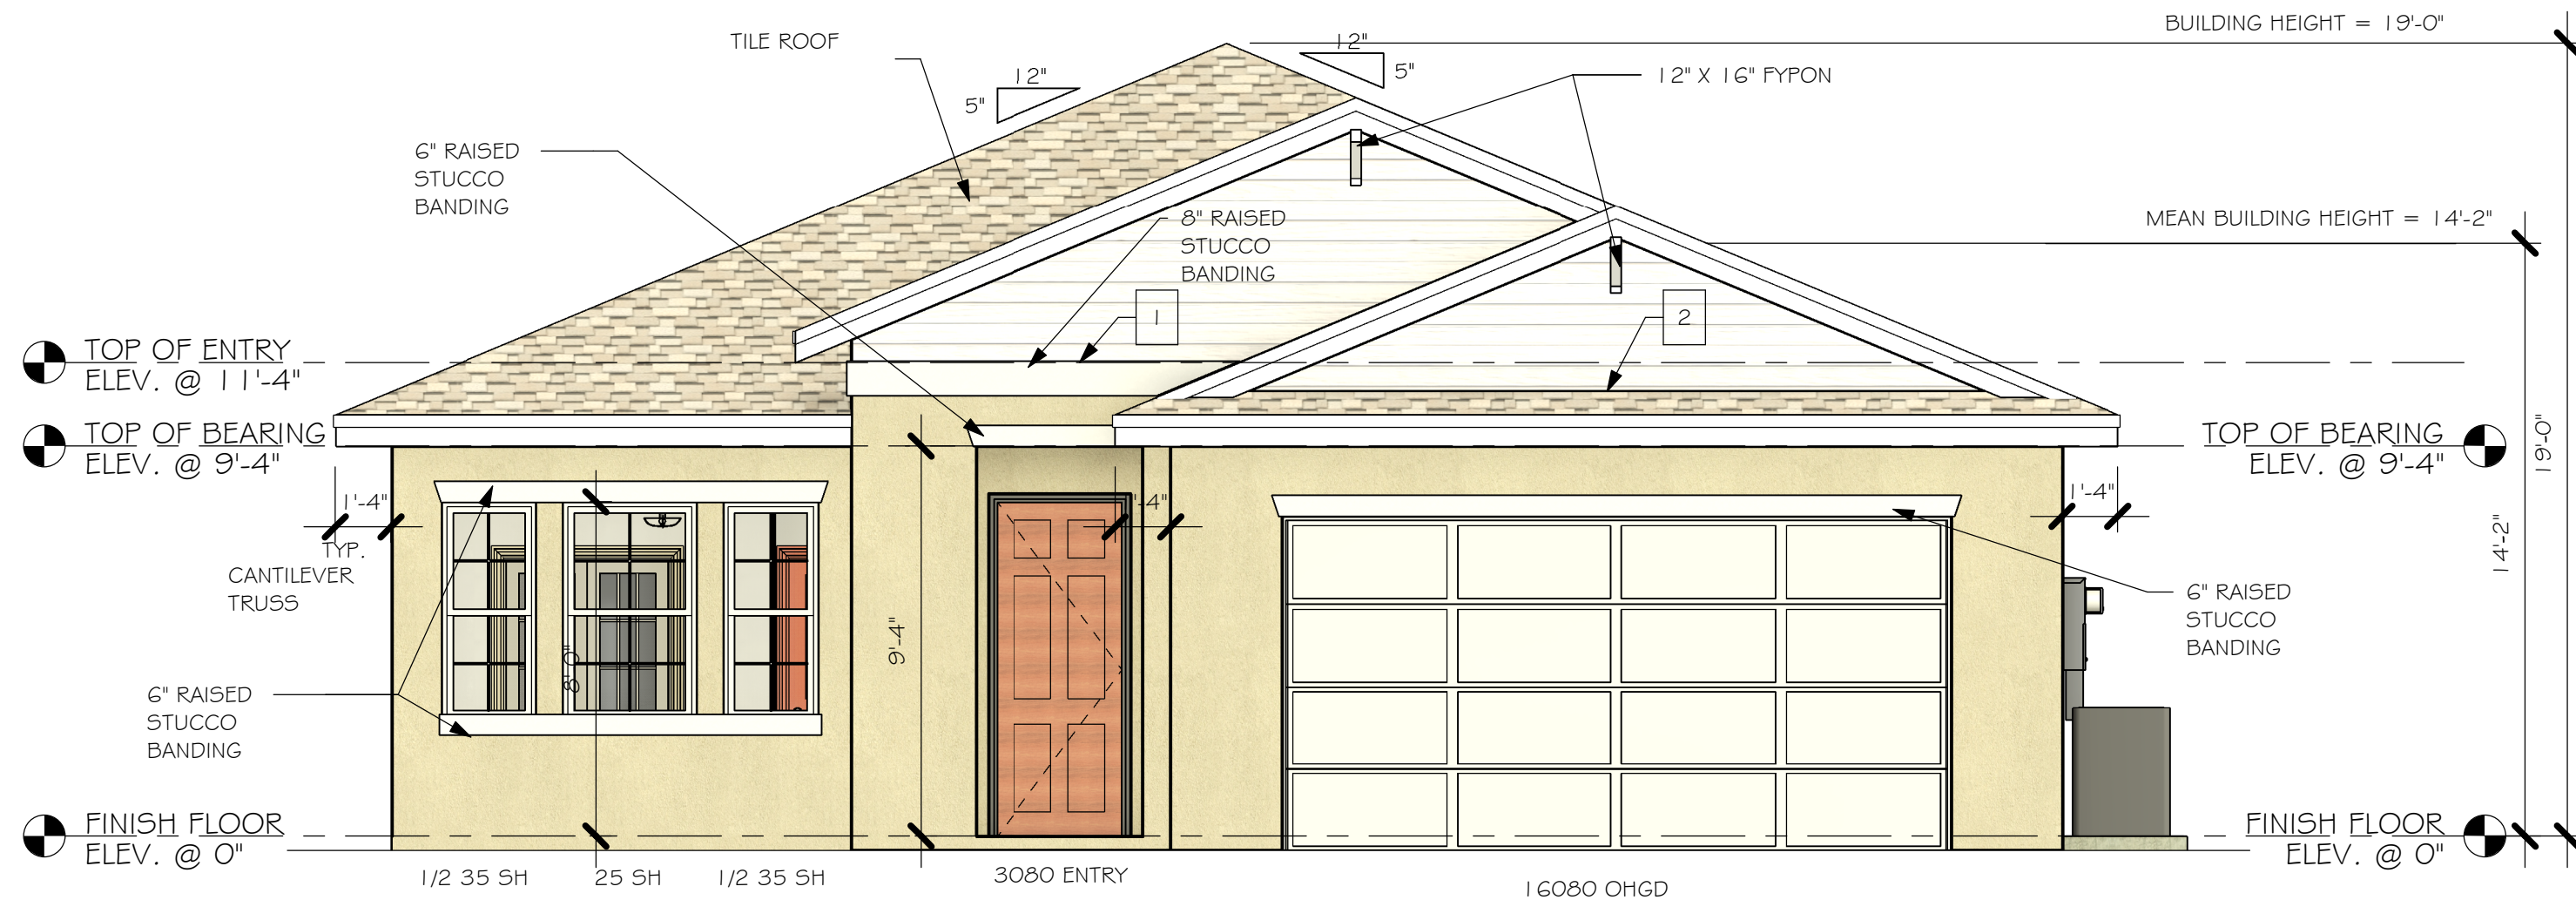 BUILDING HEIGHT = 19'-0"
TILE ROOF
12"
5"
12"
5"
12" X 16" FYPON
6" RAISED
STUCCO
BANDING
8" RAISED
STUCCO
BANDING
MEAN BUILDING HEIGHT = 14'-2"
1
2
TOP OF ENTRY
ELEV. @ 11'-4"
TOP OF BEARING
ELEV. @ 9'-4"
TOP OF BEARING
ELEV. @ 9'-4"
19'-0"
14'-2"
1'-4"
TYP.
CANTILEVER
TRUSS
'-4"
1'-4"
6" RAISED
STUCCO
BANDING
8'-0"
9'-4"
6" RAISED
STUCCO
BANDING
FINISH FLOOR
ELEV. @ 0"
FINISH FLOOR
ELEV. @ 0"
1/2 35 SH
25 SH
1/2 35 SH
3080 ENTRY
16080 OHGD